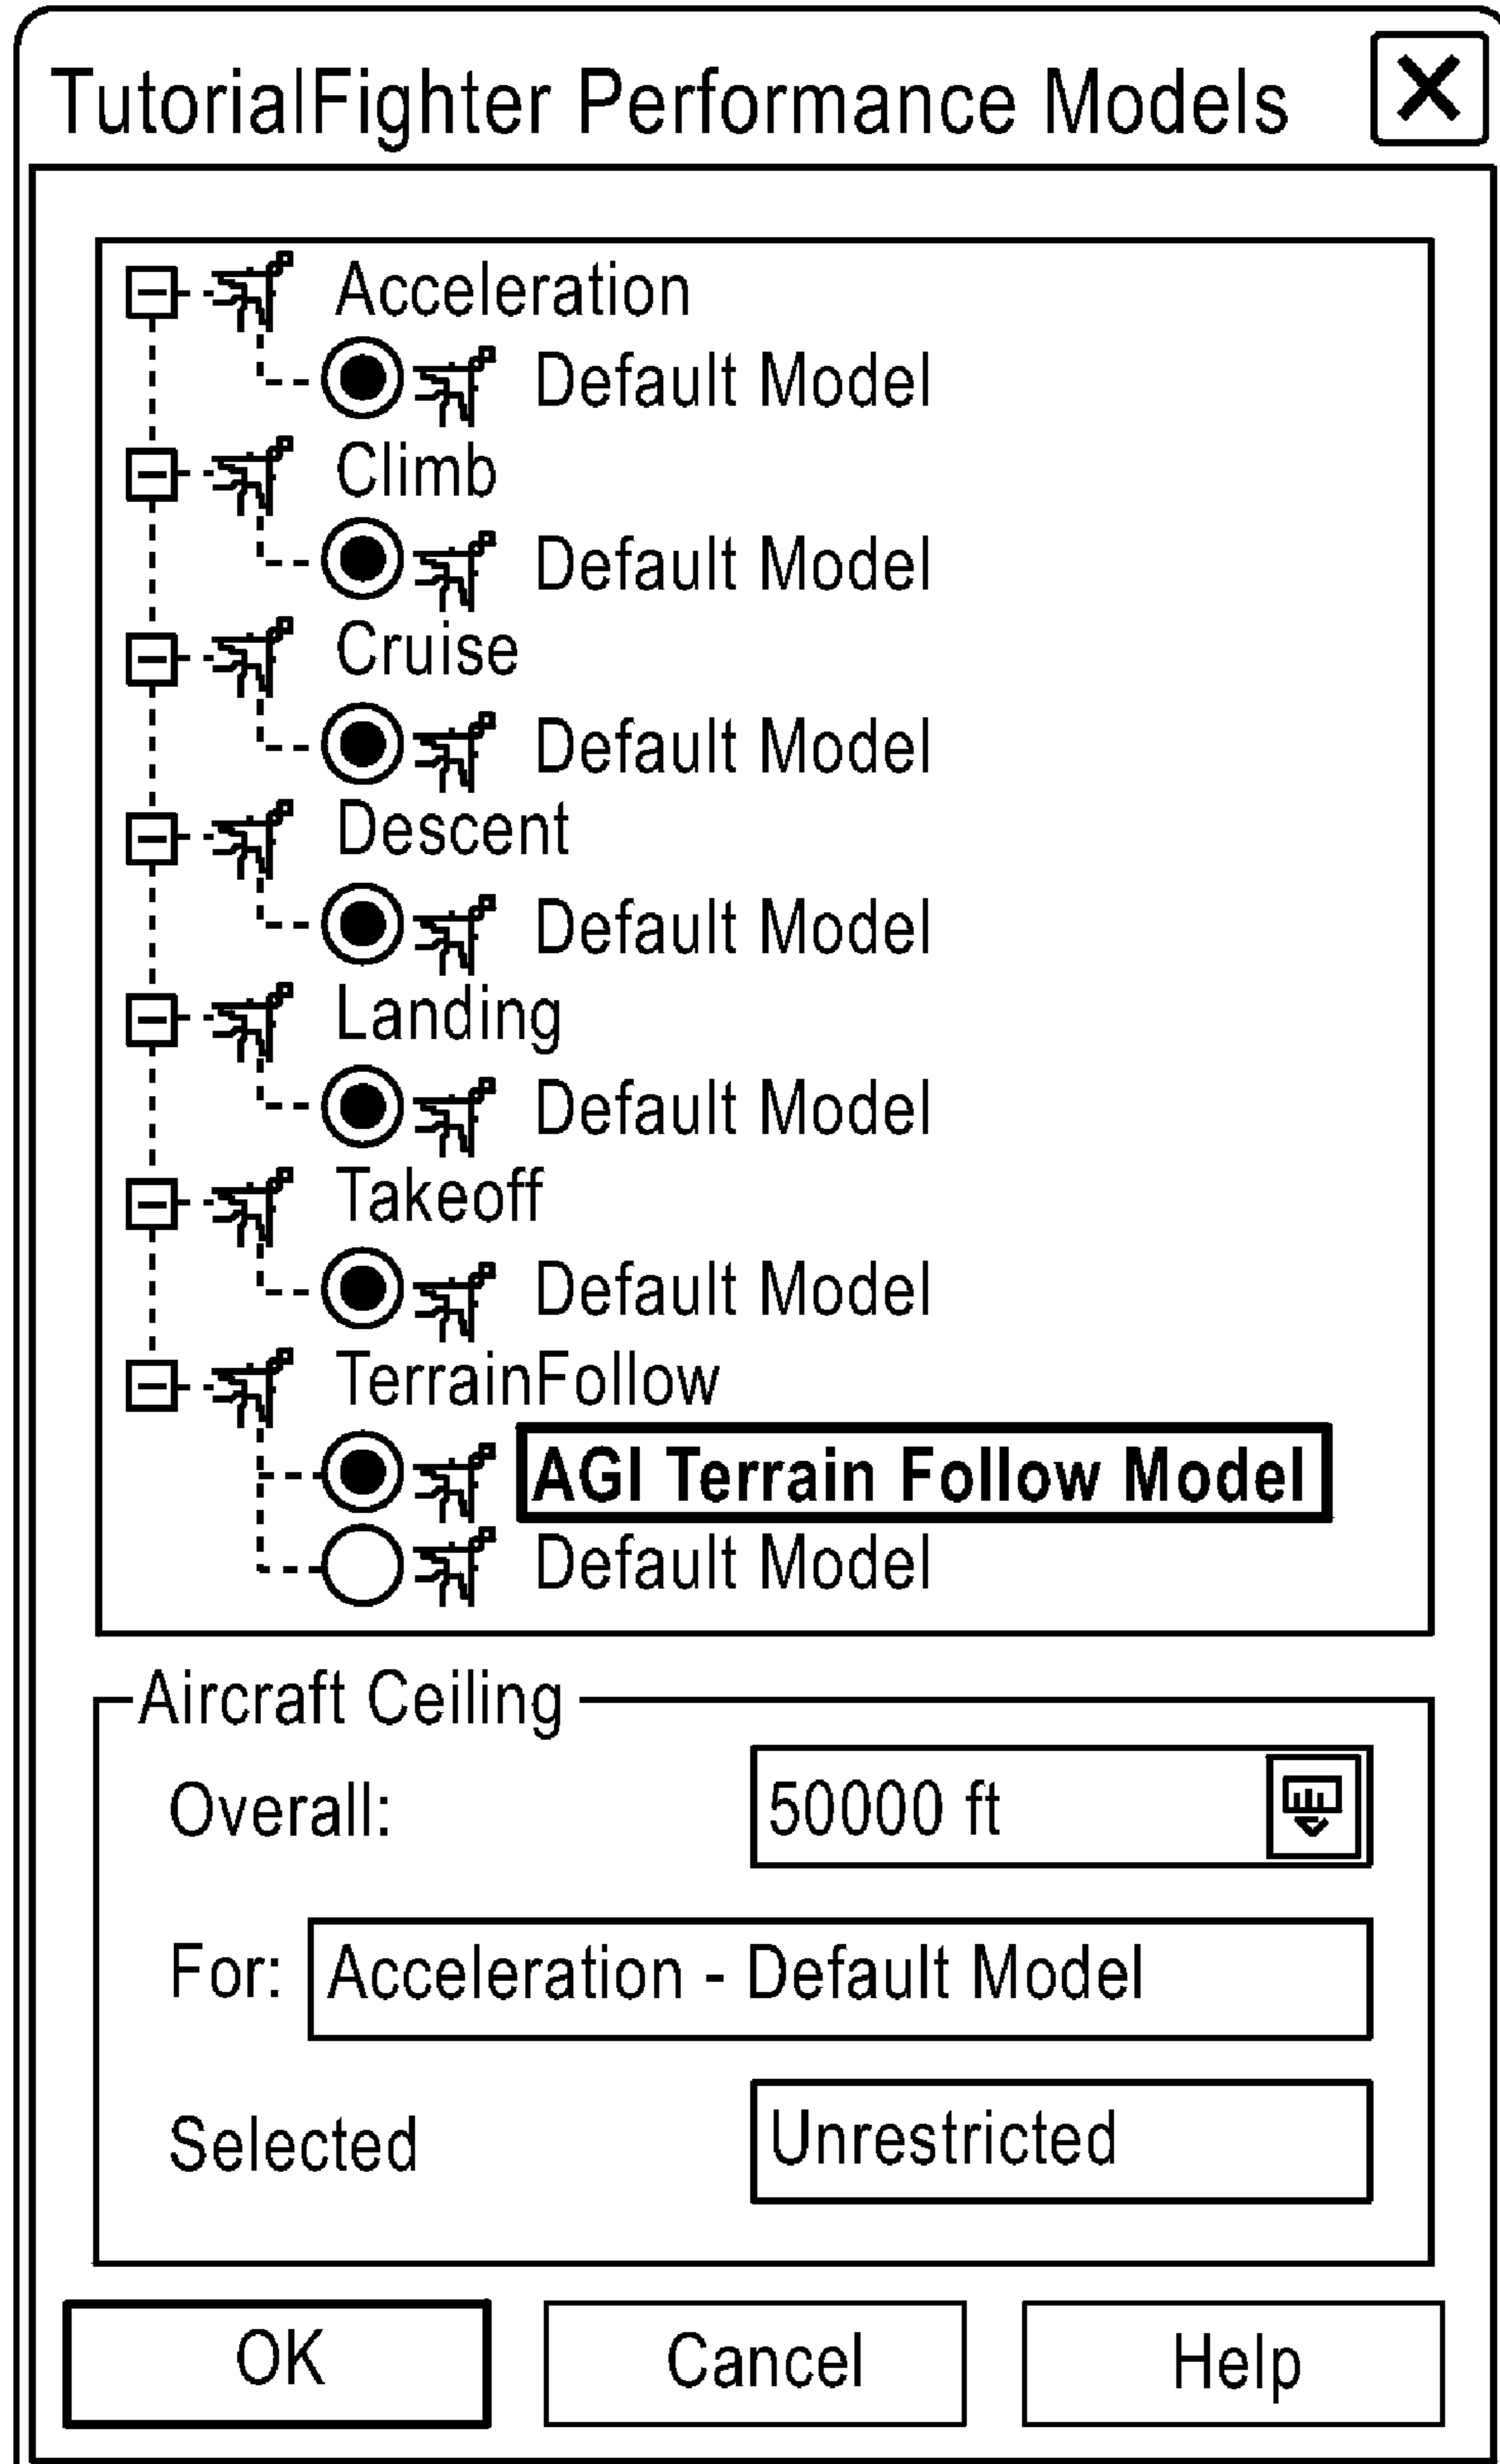 TutorialFighter Performance Models
Acceleration
Default Model
Climb
Default Model
Cruise
Default Model
Descent
Default Model
Landing
Default Model
Takeoff
Default Model
TerrainFollow
AGI Terrain Follow Model
Default Model
Aircraft Ceiling
Overall: 50000 ft
For: Acceleration - Default Model
Selected Unrestricted
OK Cancel Help